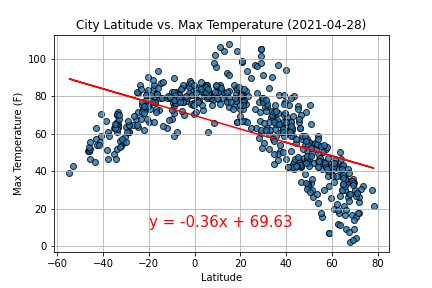 City Latitude vs. Max Temperature (2021-04-28)
Max Temperature (F)
100
80
60
40
20
0
y = -0.36x + 69.63
−60 −40 −20 0 20 40 60 80
Latitude